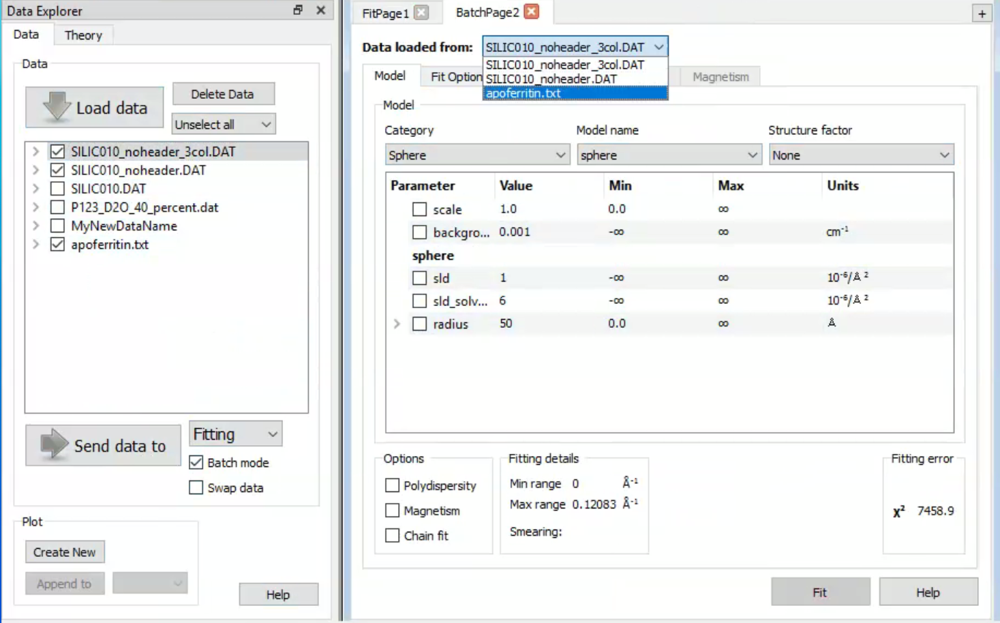 Data Explorer
Data
Theory
Data
Load data
Delete Data
Unselect all
SILIC010_noheader_3col.DAT
SILIC010_noheader.DAT
SILIC010.DAT
P123_D2O_40_percent.dat
MyNewDataName
apoferritin.txt
Send data to
Fitting
Batch mode
Swap data
Plot
Create New
Append to
Help
FitPage1
BatchPage2
+
Data loaded from:
SILIC010_noheader_3col.DAT
SILIC010_noheader_3col.DAT
SILIC010_noheader.DAT
apoferritin.txt
Model
Fit Option
Magnetism
Model
Category
Model name
Structure factor
Sphere
sphere
None
Parameter Value Min Max Units
scale 1.0 0.0 ∞
backgro... 0.001 -∞ ∞ cm⁻¹
sphere
sld 1 -∞ ∞ 10⁻⁶/Å ²
sld_solv... 6 -∞ ∞ 10⁻⁶/Å ²
radius 50 0.0 ∞ Å
Options
Polydispersity
Magnetism
Chain fit
Fitting details
Min range 0 Å⁻¹
Max range 0.12083 Å⁻¹
Smearing:
Fitting error
χ² 7458.9
Fit
Help